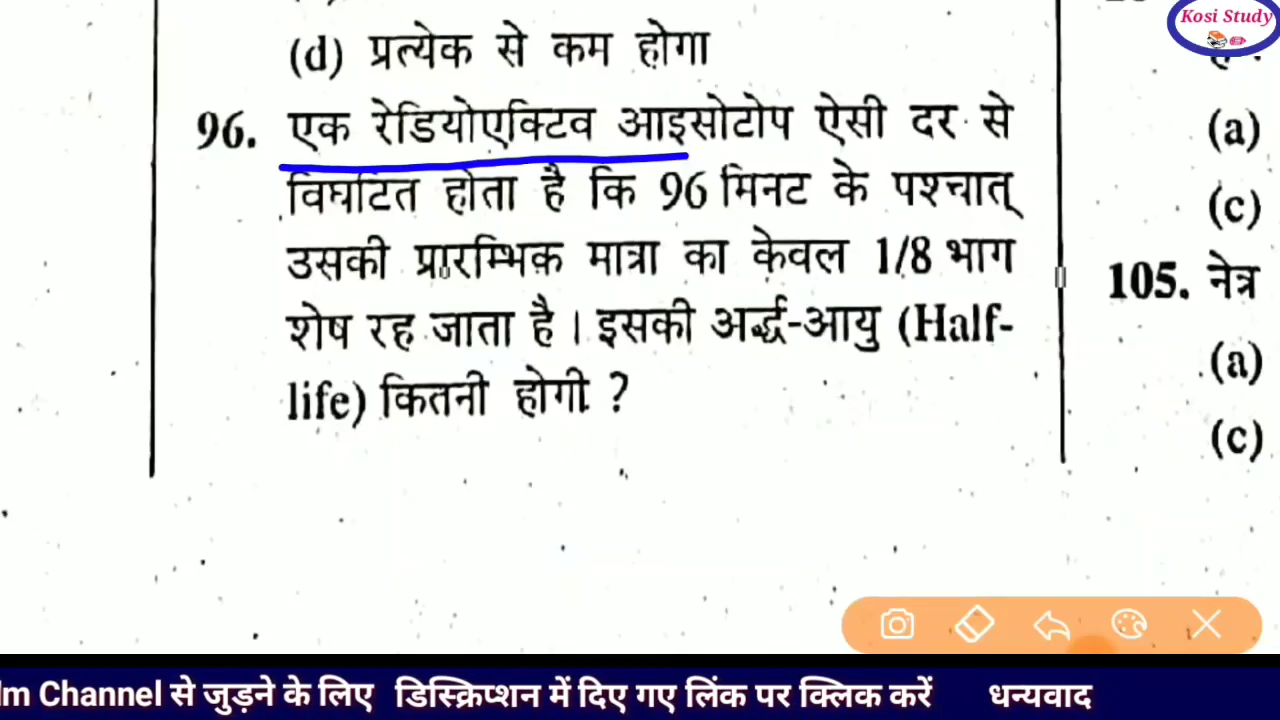 Kosi Study
(d) प्रत्येक से कम होगा
96. एक रेडियोएक्टिव आइसोटोप ऐसी दर से
विघटित होता है कि 96 मिनट के पश्चात्
उसकी प्रारम्भिक मात्रा का केवल 1/8 भाग
शेष रह जाता है। इसकी अर्द्ध-आयु (Half-
life) कितनी होगी ?
(a)
(c)
105. नेत्र
(a)
(c)
lm Channel से जुड़ने के लिए डिस्क्रिप्शन में दिए गए लिंक पर क्लिक करें धन्यवाद